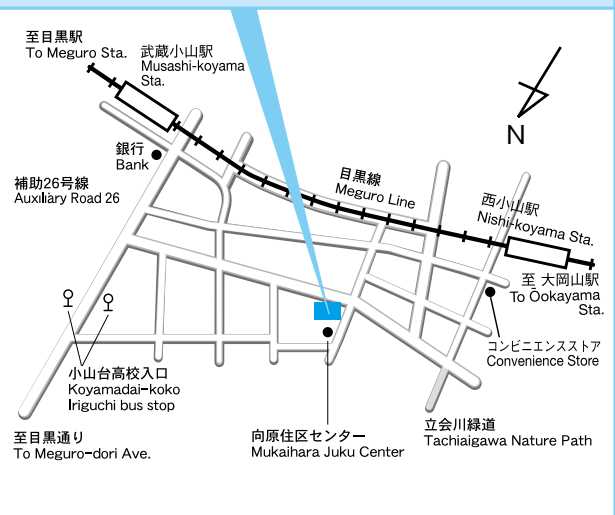 至目黒駅
To Meguro Sta.
武蔵小山駅
Musashi-koyama
Sta.
N
銀行
Bank
目黒線
Meguro Line
補助26号線
Auxiliary Road 26
西小山駅
Nishi-koyama Sta.
至 大岡山駅
To Ookayama
Sta.
コンビニエンスストア
Convenience Store
小山台高校入口
Koyamadai-koko
Iriguchi bus stop
至目黒通り
To Meguro-dori Ave.
向原住区センター
Mukaihara Juku Center
立会川緑道
Tachiaigawa Nature Path